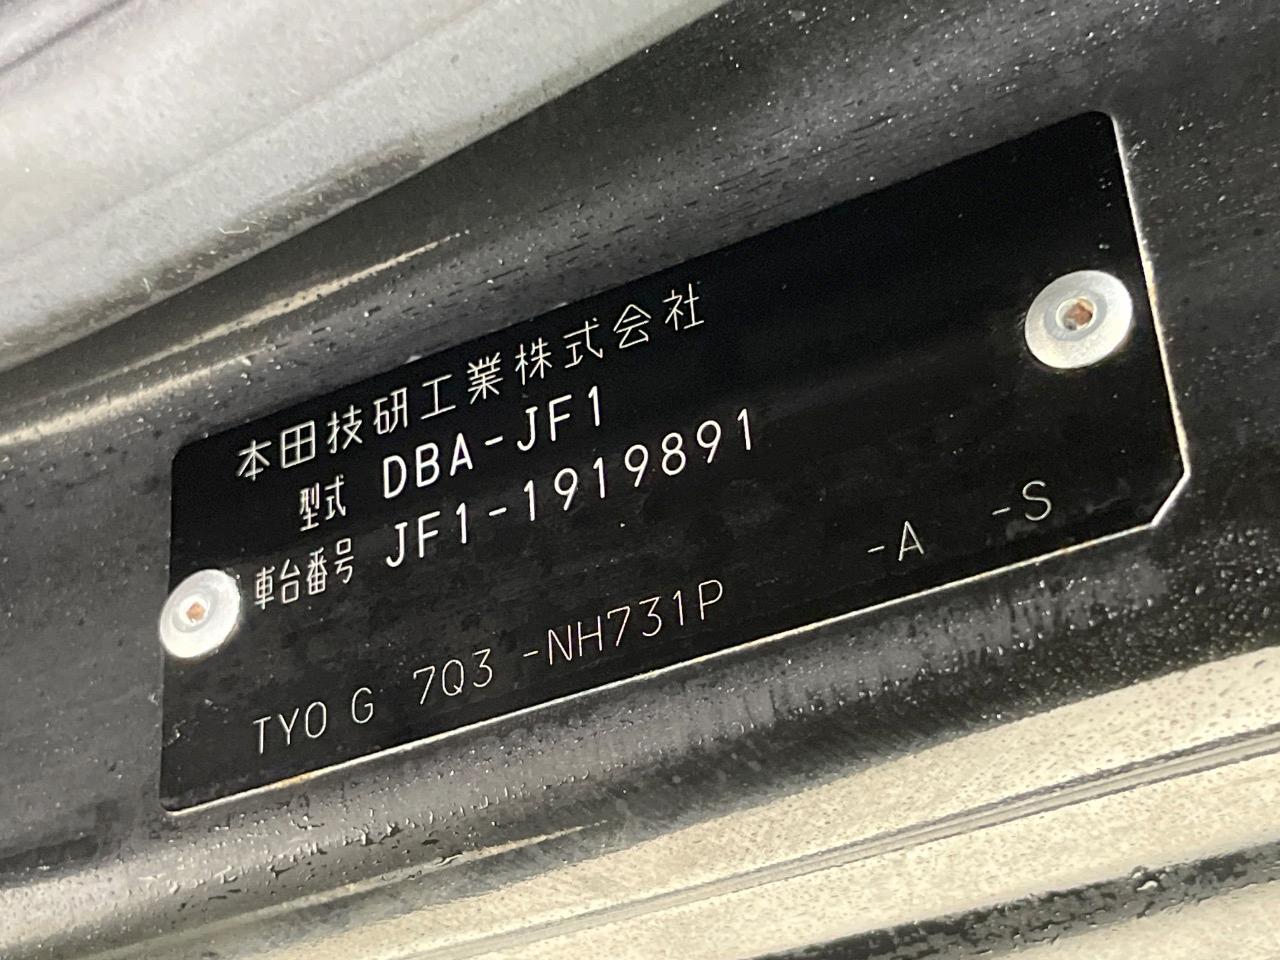 本田技研工業株式会社
型式 DBA-JF1
車台番号 JF1-1919891
TYO G 7Q3 -NH731P -A -S